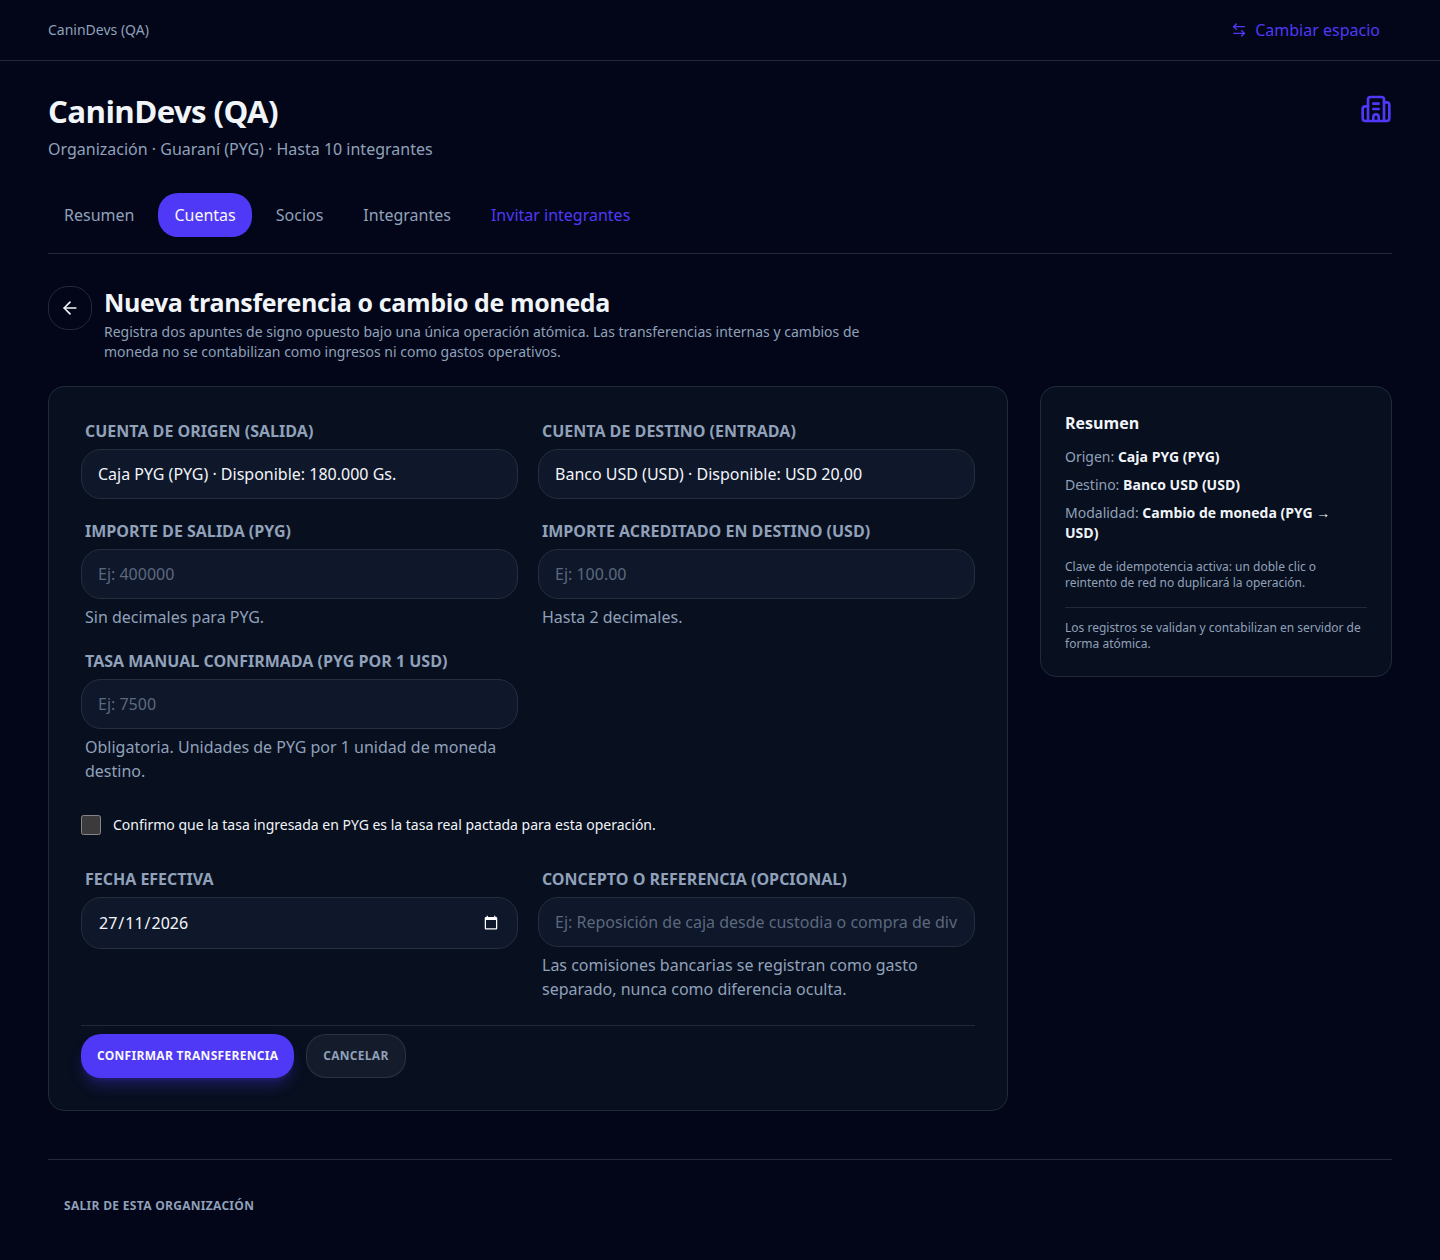 CaninDevs (QA)
Cambiar espacio
CaninDevs (QA)
Organización · Guaraní (PYG) · Hasta 10 integrantes
Resumen
Cuentas
Socios
Integrantes
Invitar integrantes
Nueva transferencia o cambio de moneda
Registra dos apuntes de signo opuesto bajo una única operación atómica. Las transferencias internas y cambios de
moneda no se contabilizan como ingresos ni como gastos operativos.
CUENTA DE ORIGEN (SALIDA)
Caja PYG (PYG) · Disponible: 180.000 Gs.
CUENTA DE DESTINO (ENTRADA)
Banco USD (USD) · Disponible: USD 20,00
IMPORTE DE SALIDA (PYG)
Ej: 400000
Sin decimales para PYG.
IMPORTE ACREDITADO EN DESTINO (USD)
Ej: 100.00
Hasta 2 decimales.
TASA MANUAL CONFIRMADA (PYG POR 1 USD)
Ej: 7500
Obligatoria. Unidades de PYG por 1 unidad de moneda
destino.
Confirmo que la tasa ingresada en PYG es la tasa real pactada para esta operación.
FECHA EFECTIVA
27/11/2026
CONCEPTO O REFERENCIA (OPCIONAL)
Ej: Reposición de caja desde custodia o compra de div
Las comisiones bancarias se registran como gasto
separado, nunca como diferencia oculta.
CONFIRMAR TRANSFERENCIA
CANCELAR
Resumen
Origen: Caja PYG (PYG)
Destino: Banco USD (USD)
Modalidad: Cambio de moneda (PYG →
USD)
Clave de idempotencia activa: un doble clic o
reintento de red no duplicará la operación.
Los registros se validan y contabilizan en servidor de
forma atómica.
SALIR DE ESTA ORGANIZACIÓN